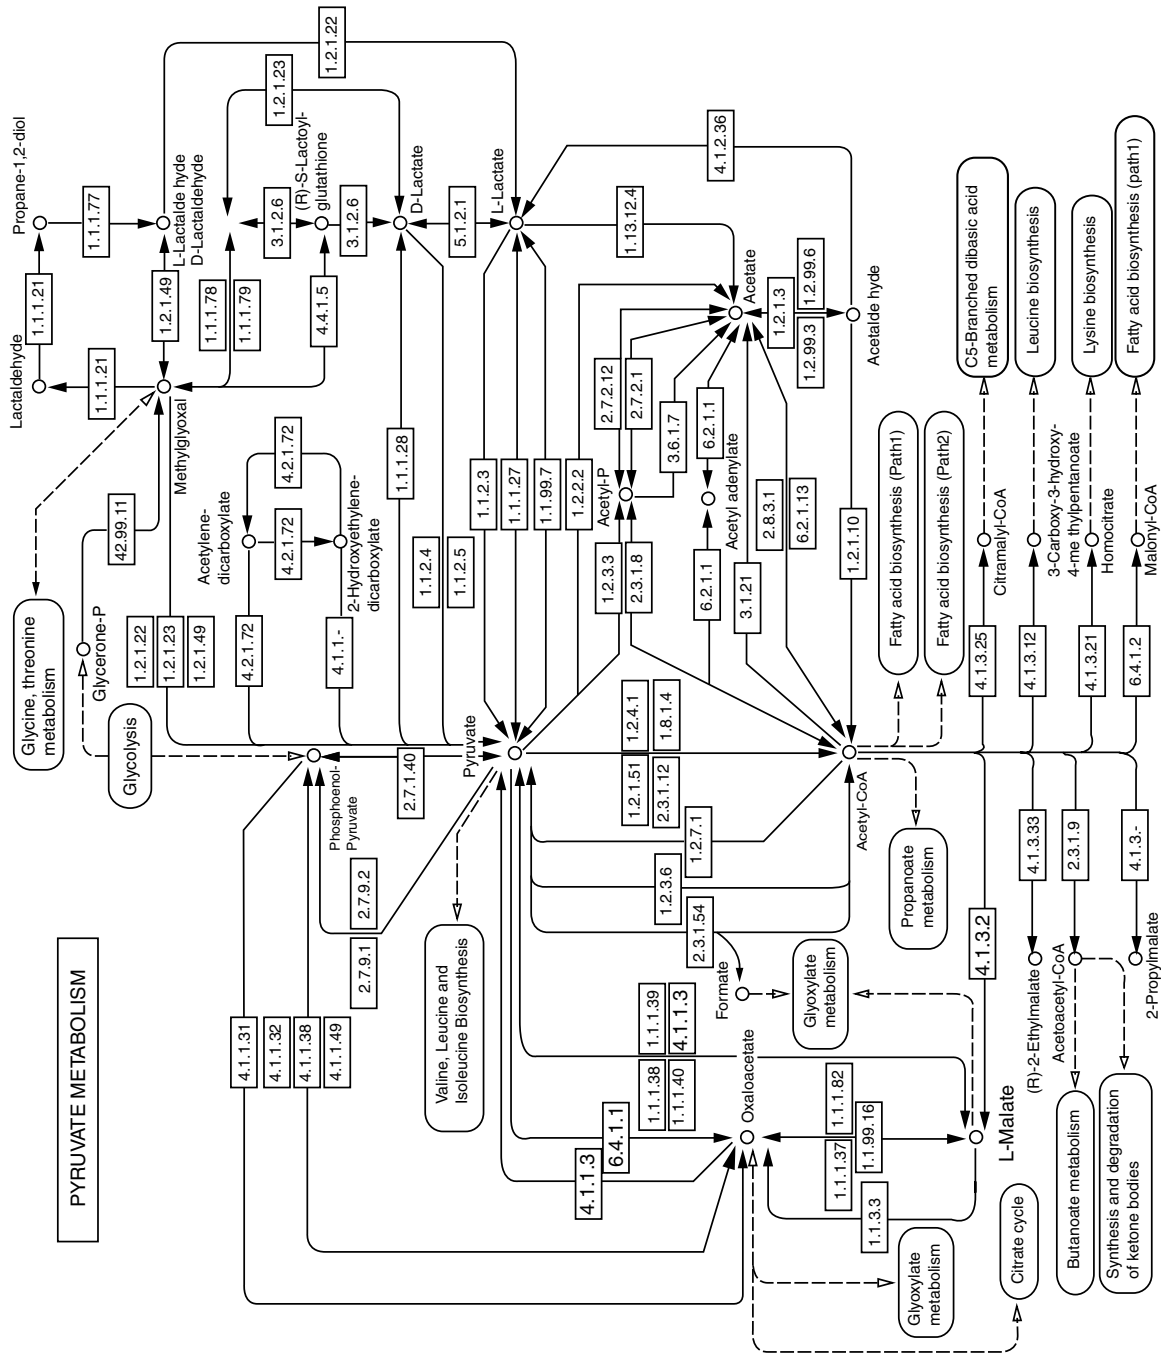 PYRUVATE METABOLISM
Glycine, threonine
metabolism
Glycolysis
Glycerone-P
42.99.11
Lactaldehyde
1.1.1.21
Propane-1,2-diol
1.1.1.21
1.1.1.77
Methylglyoxal
1.2.1.49
L-Lactalde hyde
D-Lactaldehyde
1.2.1.22
1.2.1.23
1.2.1.49
1.1.1.78
1.1.1.79
3.1.2.6
1.2.1.23
1.2.1.22
Acetylene-
dicarboxylate
4.2.1.72
4.2.1.72
4.2.1.72
4.4.1.5
(R)-S-Lactoyl-
glutathione
3.1.2.6
4.1.1.-
2-Hydroxyethylene-
dicarboxylate
Phosphoenol-
Pyruvate
4.1.1.31
4.1.1.32
4.1.1.38
4.1.1.49
2.7.9.1
2.7.9.2
2.7.1.40
1.1.1.28
1.1.2.4
1.1.2.5
D-Lactate
5.1.2.1
L-Lactate
Valine, Leucine and
Isoleucine Biosynthesis
Pyruvate
1.1.2.3
1.1.1.27
1.1.99.7
1.2.2.2
4.1.1.3
6.4.1.1
1.1.1.38
1.1.1.40
1.1.1.39
4.1.1.3
1.2.3.6
1.2.7.1
2.3.1.54
1.2.1.51
2.3.1.12
1.2.4.1
1.8.1.4
1.2.3.3
2.3.1.8
Acetyl-P
2.7.2.12
2.7.2.1
3.6.1.7
1.13.12.4
4.1.2.36
6.2.1.1
Acetyl adenylate
6.2.1.1
3.1.21
2.8.3.1
6.2.1.13
Acetate
1.2.1.3
1.2.99.3
1.2.99.6
Acetalde hyde
1.2.1.10
Formate
Oxaloacetate
Glyoxylate
metabolism
1.1.1.37
1.1.1.82
1.1.99.16
1.1.3.3
Acetyl-CoA
Fatty acid biosynthesis (Path1)
Fatty acid biosynthesis (Path2)
Propanoate
metabolism
Glyoxylate
metabolism
L-Malate
4.1.3.2
4.1.3.25
Citramalyl-CoA
C5-Branched dibasic acid
metabolism
Citrate cycle
(R)-2-Ethylmalate
4.1.3.33
4.1.3.12
3-Carboxy-3-hydroxy-
4-me thylpentanoate
Leucine biosynthesis
Butanoate metabolism
Acetoacetyl-CoA
2.3.1.9
4.1.3.21
Homocitrate
Lysine biosynthesis
Synthesis and degradation
of ketone bodies
2-Propylmalate
4.1.3.-
6.4.1.2
Malonyl-CoA
Fatty acid biosynthesis (path1)